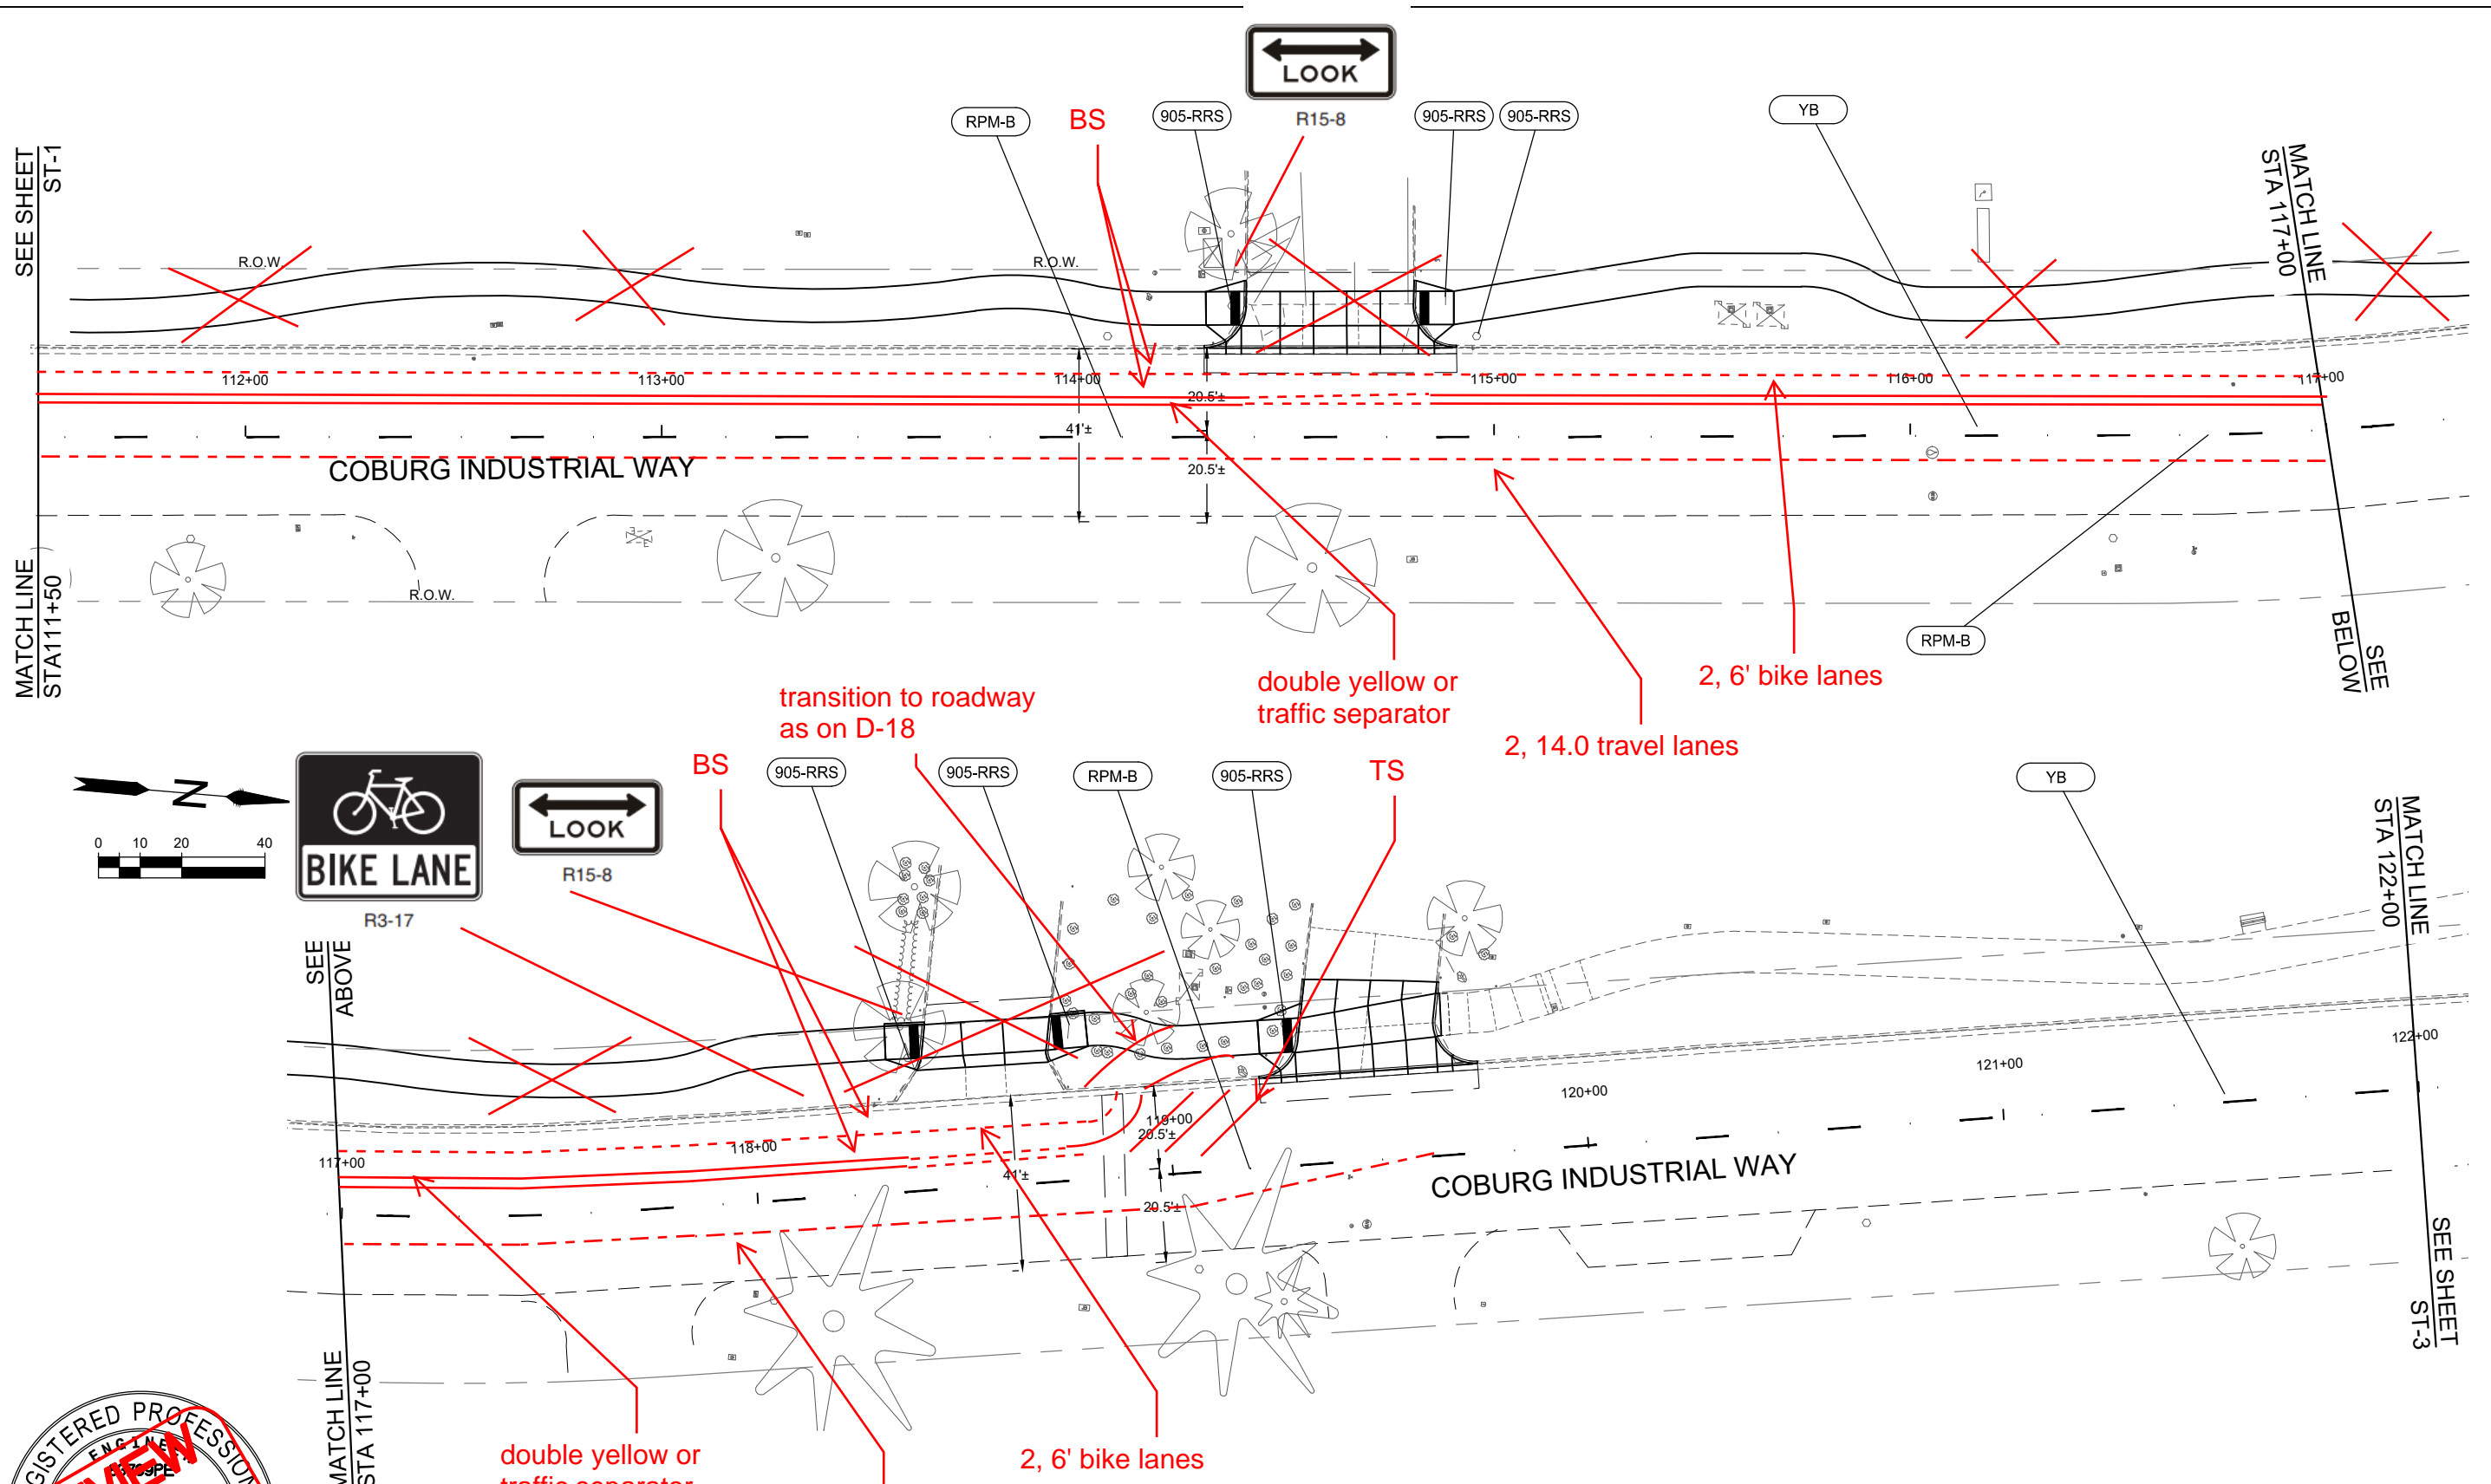 LOOK
R15-8
RPM-B
BS
905-RRS
905-RRS
905-RRS
YB
SEE SHEET
ST-1
MATCH LINE
STA 117+00
R.O.W.
R.O.W.
112+00
113+00
114+00
115+00
116+00
117+00
20.5'±
41'±
20.5'±
COBURG INDUSTRIAL WAY
R.O.W.
MATCH LINE
STA111+50
RPM-B
SEE
BELOW
double yellow or
traffic separator
2, 6' bike lanes
2, 14.0 travel lanes
transition to roadway
as on D-18
N
0 10 20 40
BIKE LANE
R3-17
LOOK
R15-8
BS
905-RRS
905-RRS
RPM-B
905-RRS
TS
YB
MATCH LINE
STA 122+00
SEE
ABOVE
117+00
118+00
119+00
120+00
121+00
122+00
20.5'±
41'±
20.5'±
COBURG INDUSTRIAL WAY
SEE SHEET
ST-3
MATCH LINE
STA 117+00
double yellow or
traffic separator
2, 6' bike lanes
REGISTERED PROFESSION
ENGINEER